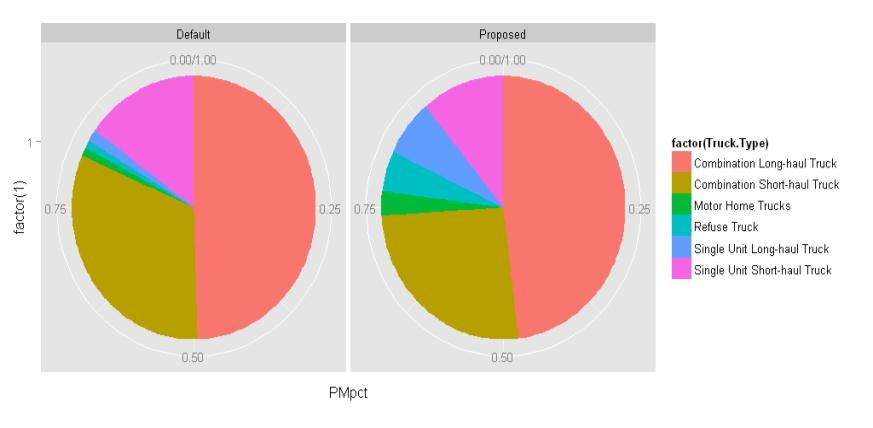 Default
Proposed
0.00/1.00
0.00/1.00
1
0.75
0.25
0.75
0.25
0.50
0.50
factor(1)
PMpct
factor(Truck.Type)
Combination Long-haul Truck
Combination Short-haul Truck
Motor Home Trucks
Refuse Truck
Single Unit Long-haul Truck
Single Unit Short-haul Truck